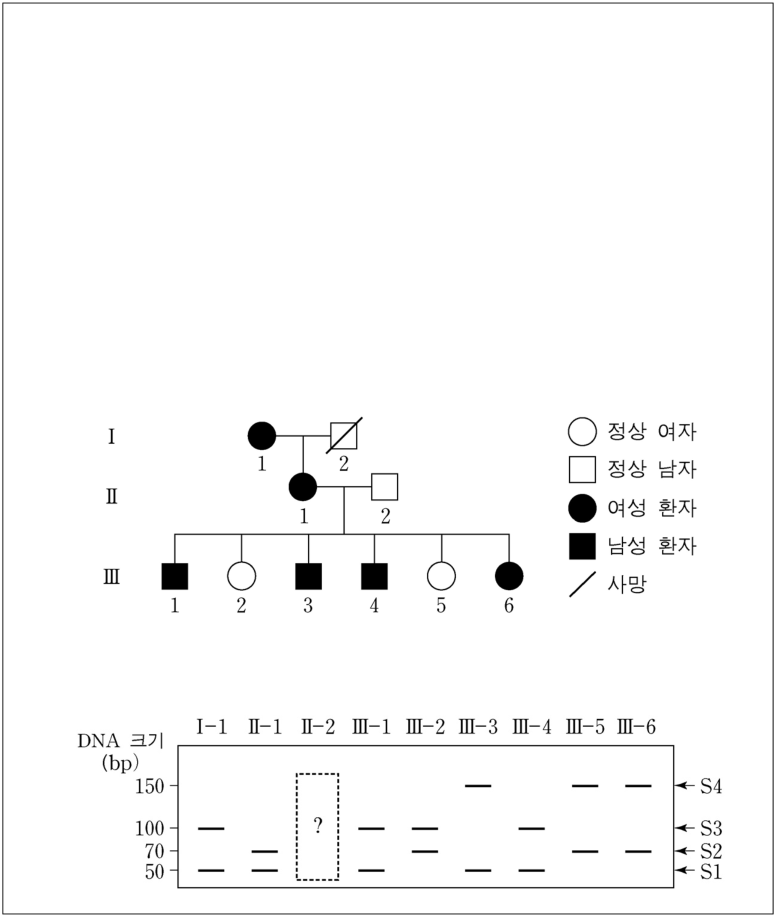 Ⅰ
1 2
정상 여자
정상 남자
Ⅱ
1 2
여성 환자
남성 환자
Ⅲ
1 2 3 4 5 6
사망
Ⅰ-1 Ⅱ-1 Ⅱ-2 Ⅲ-1 Ⅲ-2 Ⅲ-3 Ⅲ-4 Ⅲ-5 Ⅲ-6
DNA 크기
(bp)
150 S4
100 ? S3
70 S2
50 S1